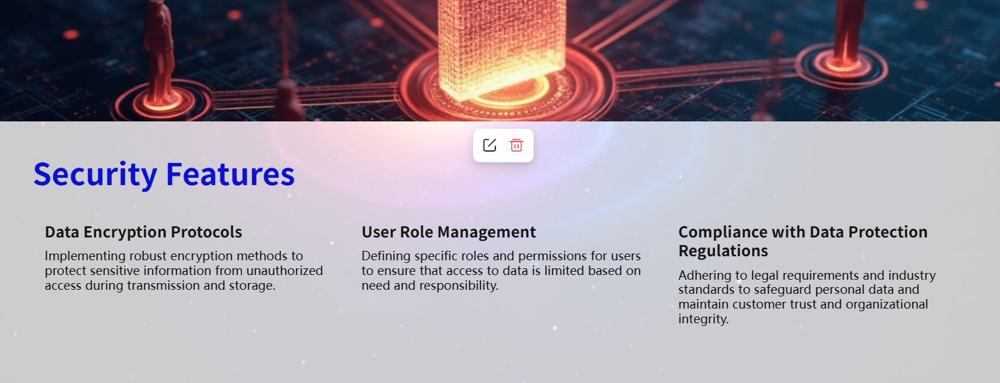 Security Features
Data Encryption Protocols
Implementing robust encryption methods to
protect sensitive information from unauthorized
access during transmission and storage.
User Role Management
Defining specific roles and permissions for users
to ensure that access to data is limited based on
need and responsibility.
Compliance with Data Protection
Regulations
Adhering to legal requirements and industry
standards to safeguard personal data and
maintain customer trust and organizational
integrity.